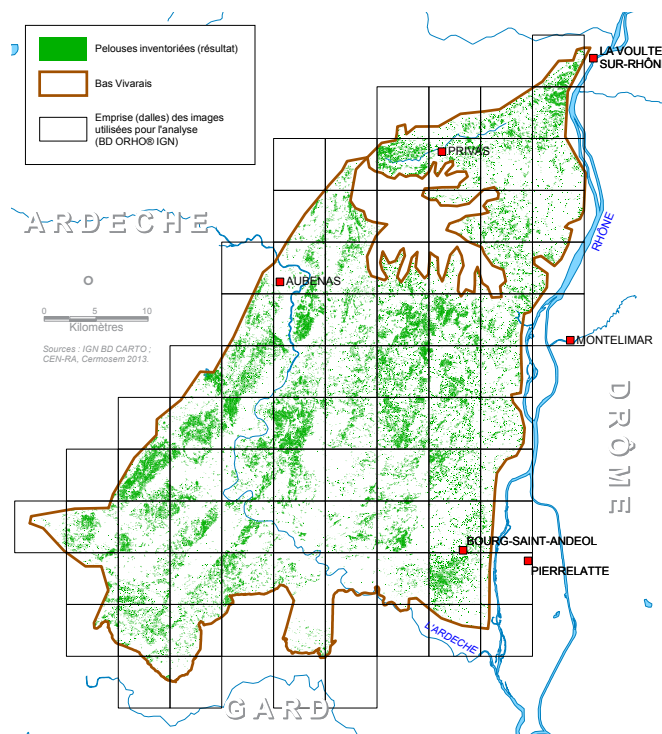 Pelouses inventoriées (résultat)
Bas Vivarais
Emprise (dalles) des images
utilisées pour l'analyse
(BD ORHO® IGN)
LA VOULTE
SUR-RHÔN
PRIVAS
ARDECHE
RHÔNE
AUBENAS
0 5 10
Kilomètres
Sources : IGN BD CARTO ;
CEN-RA, Cermosem 2013.
MONTELIMAR
DRÔME
BOURG-SAINT-ANDEOL
PIERRELATTE
L'ARDECHE
GARD